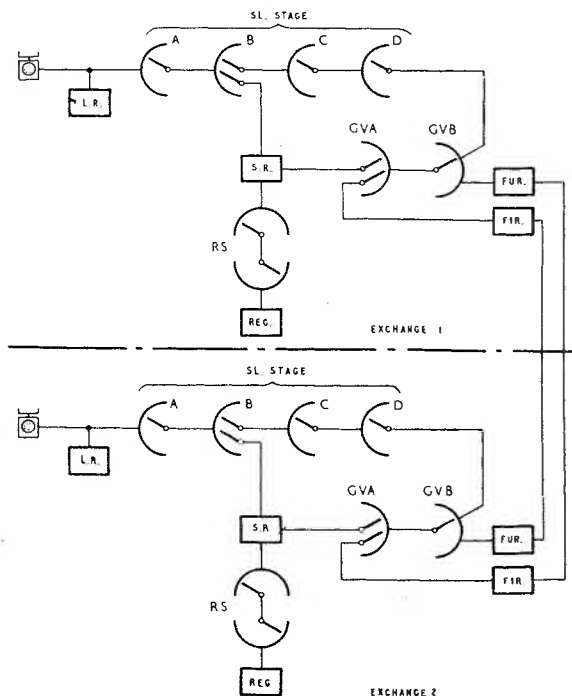 SL. STAGE
A B C D
L.R.
GVA GVB
S.R.
FUR.
FIR.
RS
REG.
EXCHANGE 1
SL. STAGE
A B C D
L.R.
GVA GVB
S.R
FUR.
FIR.
RS
REG
EXCHANGE 2